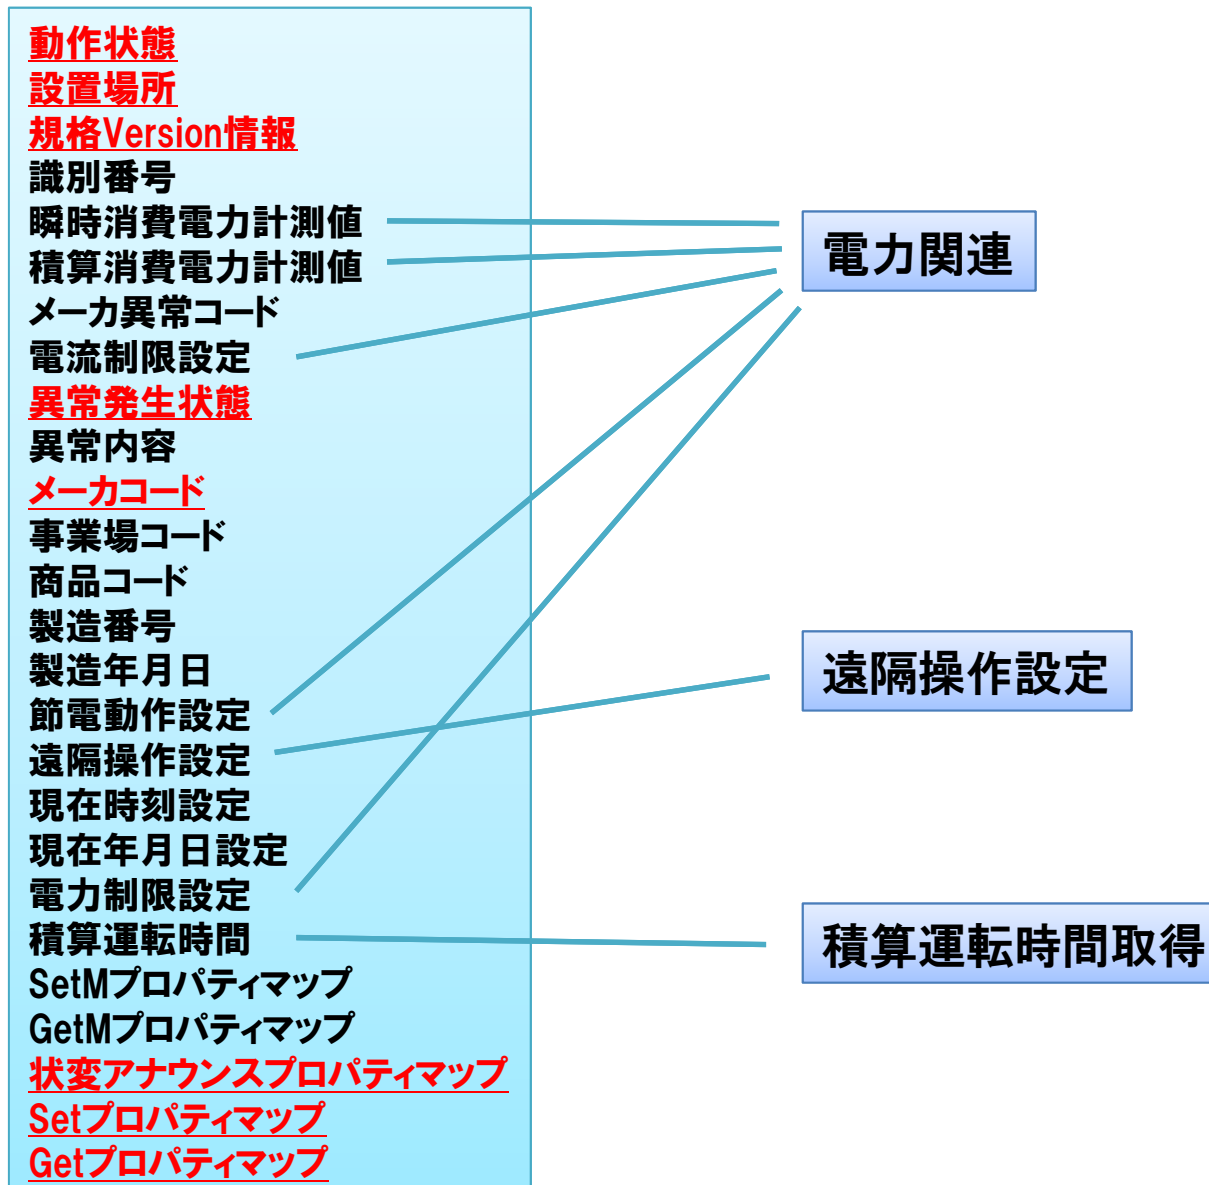 動作状態
設置場所
規格Version情報
識別番号
瞬時消費電力計測値
積算消費電力計測値
メーカ異常コード
電流制限設定
異常発生状態
異常内容
メーカコード
事業場コード
商品コード
製造番号
製造年月日
節電動作設定
遠隔操作設定
現在時刻設定
現在年月日設定
電力制限設定
積算運転時間
SetMプロパティマップ
GetMプロパティマップ
状変アナウンスプロパティマップ
Setプロパティマップ
Getプロパティマップ
電力関連
遠隔操作設定
積算運転時間取得